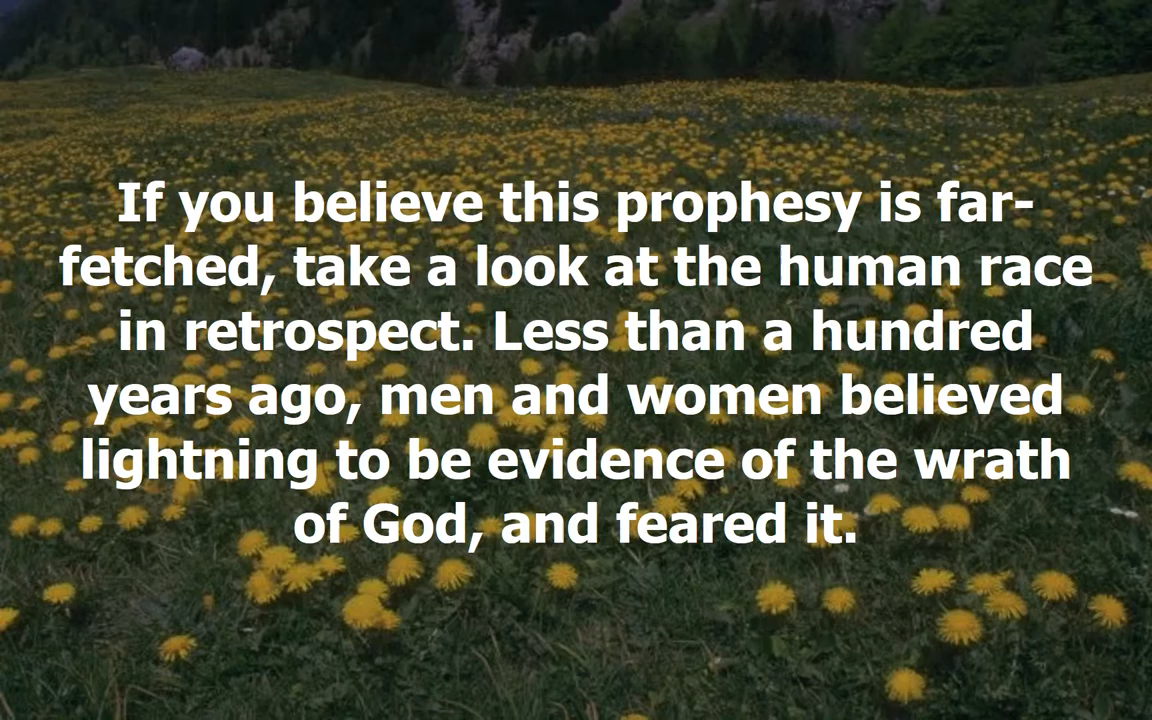 If you believe this prophesy is far-
fetched, take a look at the human race
in retrospect. Less than a hundred
years ago, men and women believed
lightning to be evidence of the wrath
of God, and feared it.